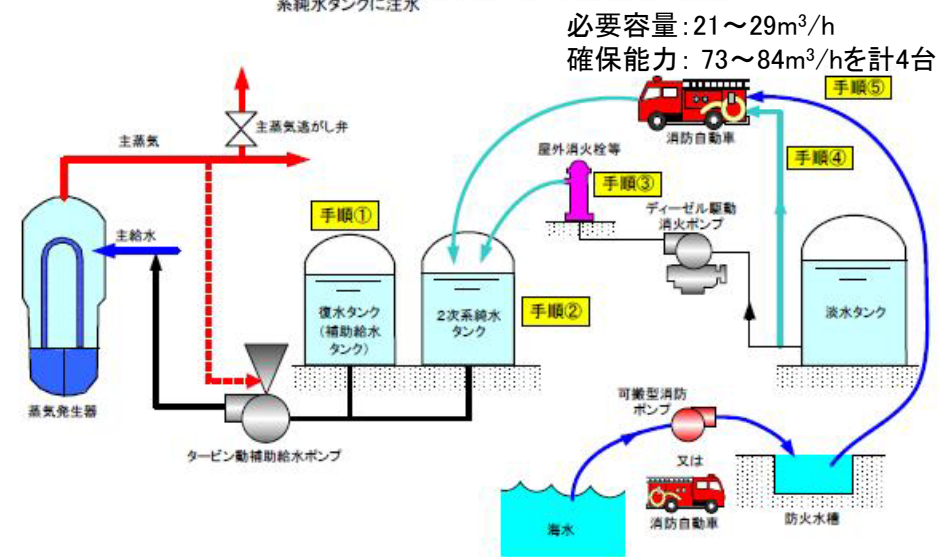 系純水タンクに注水
必要容量：21～29m³/h
確保能力： 73～84m³/hを計4台
手順⑤
主蒸気逃がし弁
消防自動車
主蒸気
屋外消火栓等
手順④
手順③
手順①
ディーゼル駆動
消火ポンプ
主給水
復水タンク
（補助給水
タンク）
2次系純水
タンク
手順②
淡水タンク
蒸気発生器
タービン動補助給水ポンプ
可搬型消防
ポンプ
又は
海水
消防自動車
防火水槽